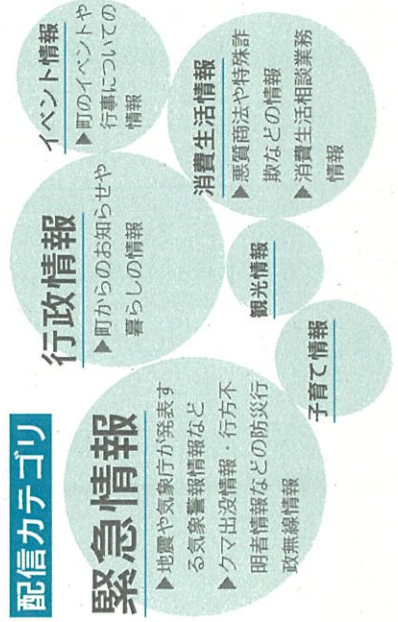 配信カテゴリ
緊急情報
▶地震や気象庁が発表す
る気象警報情報など
▶クマ出没情報・行方不
明者情報などの防災行
政無線情報
行政情報
▶町からのお知らせや
暮らしの情報
イベント情報
▶町のイベントや
行事についての
情報
子育て情報
観光情報
消費生活情報
▶悪質商法や特殊詐
欺などの情報
▶消費生活相談業務
情報